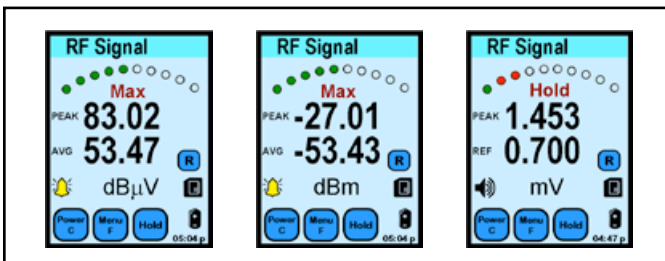 RF Signal
Max
PEAK 83.02
AVG 53.47
R
dBµV
Power C
Menu F
Hold
05:04 p
RF Signal
Max
PEAK -27.01
AVG -53.43
R
dBm
Power C
Menu F
Hold
05:04 p
RF Signal
Hold
PEAK 1.453
REF 0.700
R
mV
Power C
Menu F
Hold
04:47 p